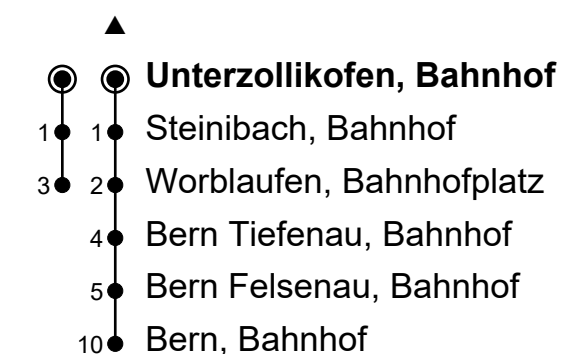 Unterzollikofen, Bahnhof
1 1 Steinibach, Bahnhof
3 2 Worblaufen, Bahnhofplatz
4 Bern Tiefenau, Bahnhof
5 Bern Felsenau, Bahnhof
10 Bern, Bahnhof